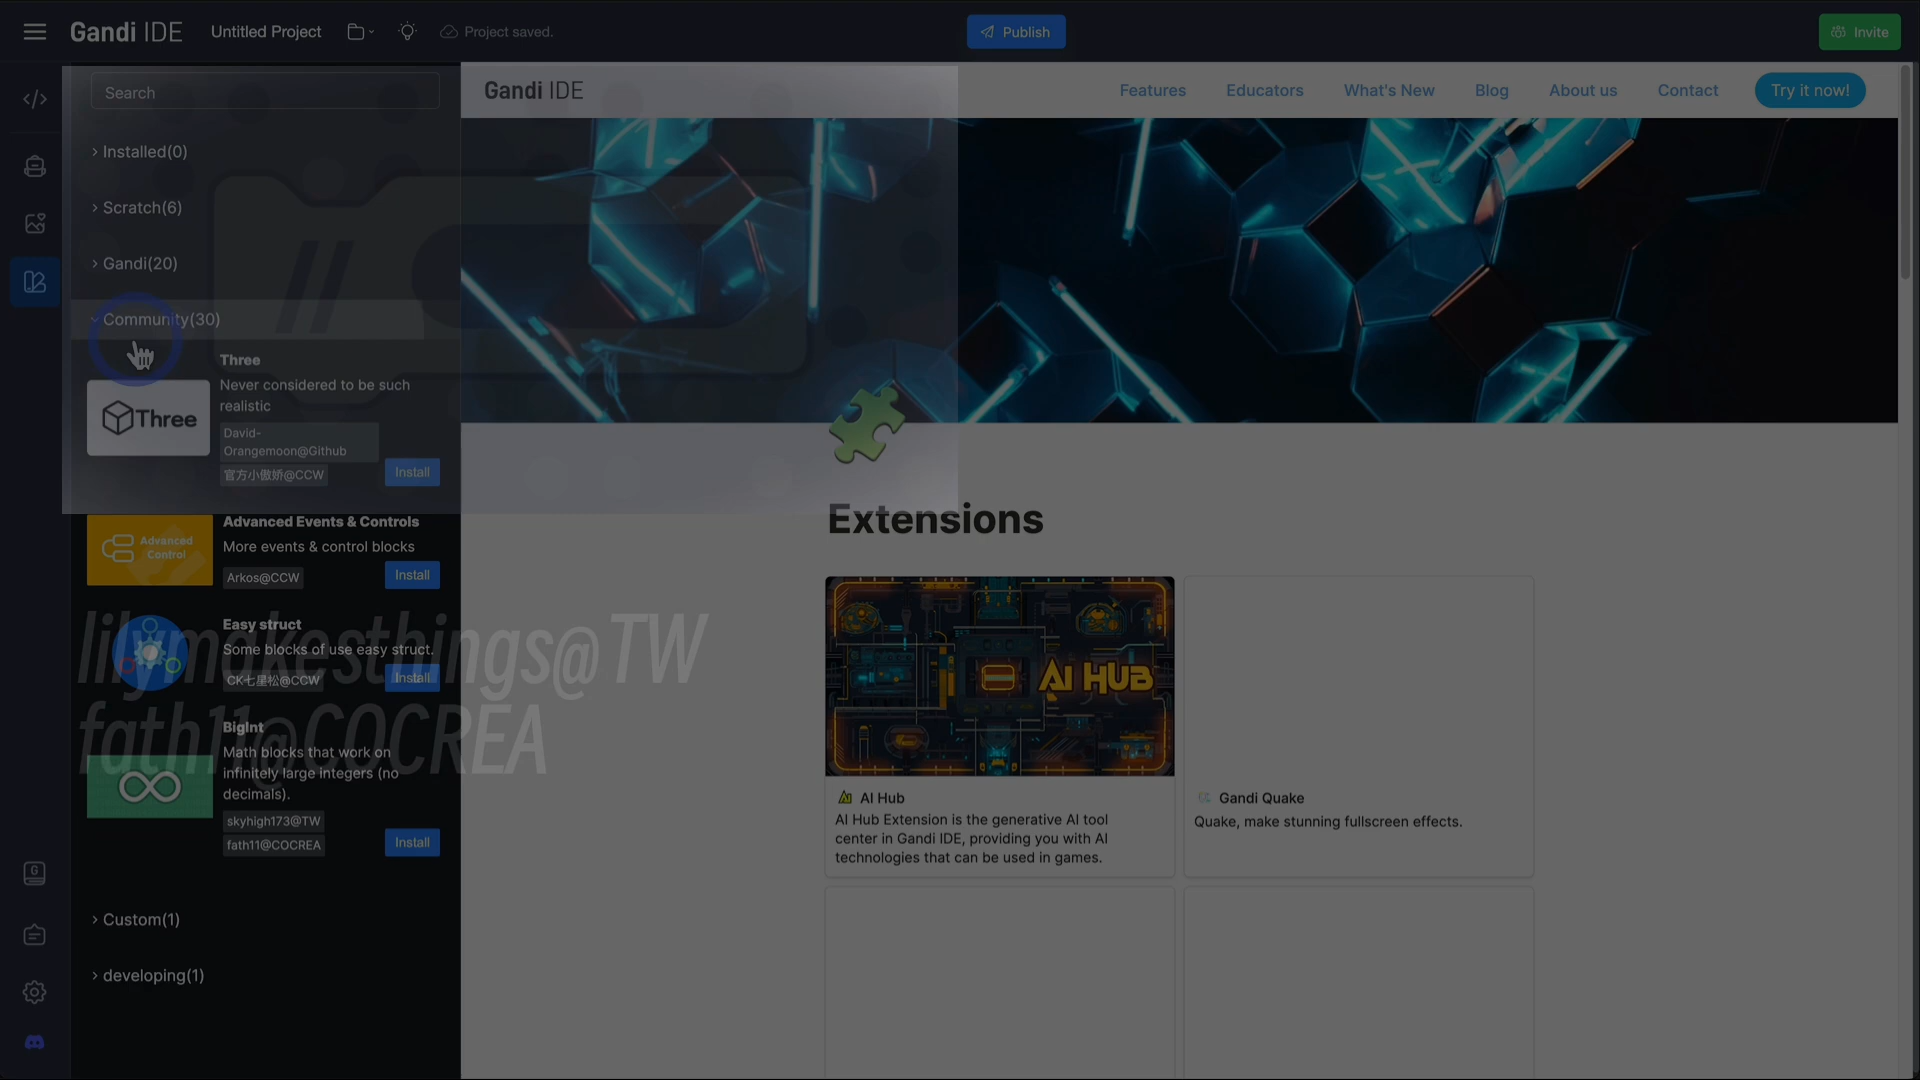 Gandi IDE
Untitled Project
Project saved.
Publish
Invite
Search
Installed(0)
Scratch(6)
Gandi(20)
Community(30)
Three
Never considered to be such
realistic
Three
David-
Orangemoon@Github
官方小傲娇@CCW
Install
Advanced Events & Controls
More events & control blocks
Advanced
Control
Arkos@CCW
Install
Easy struct
Some blocks of use easy struct.
CK七星松@CCW
Install
lilymakesthings@TW
fath11@COCREA
BigInt
Math blocks that work on
infinitely large integers (no
decimals).
skyhigh173@TW
fath11@COCREA
Install
Custom(1)
developing(1)
Gandi IDE
Features
Educators
What's New
Blog
About us
Contact
Try it now!
Extensions
AI HUB
AI Hub
AI Hub Extension is the generative AI tool
center in Gandi IDE, providing you with AI
technologies that can be used in games.
Gandi Quake
Quake, make stunning fullscreen effects.